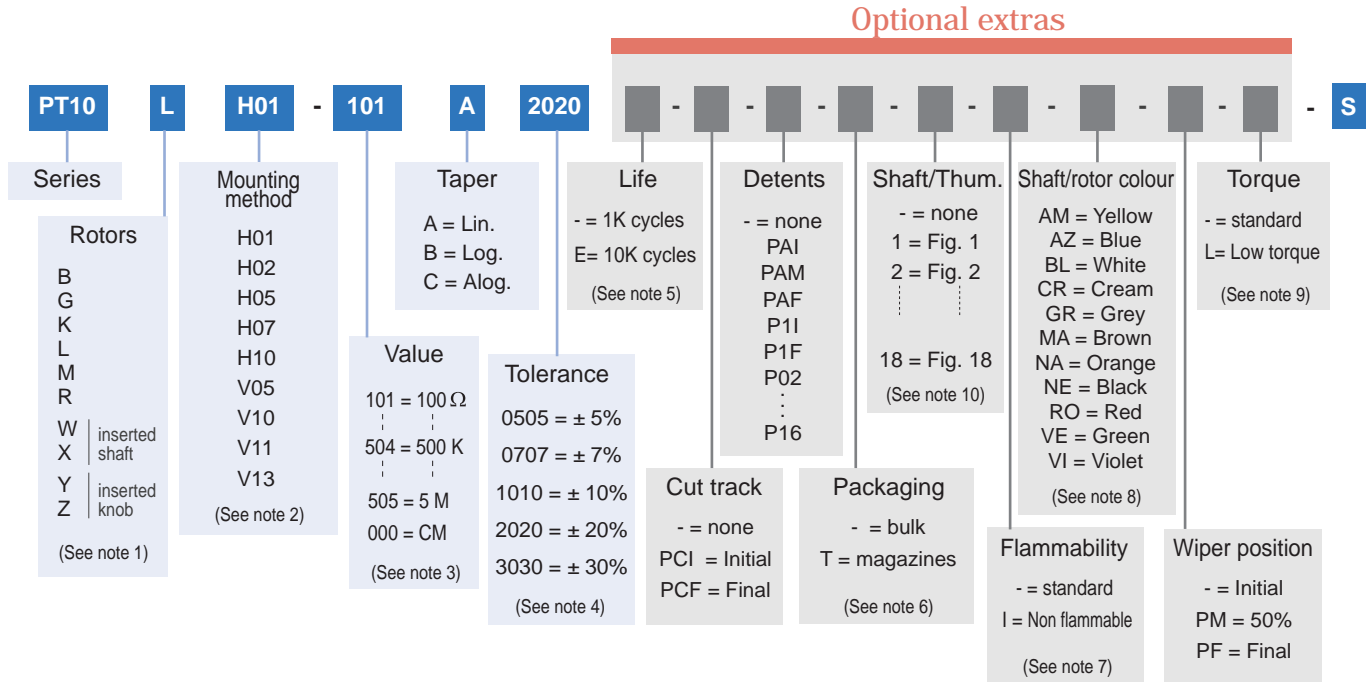 Optional extras
PT10 L H01 - 101 A 2020 - - - - - - - - - S
Series
Rotors
B
G
K
L
M
R
W
X
inserted
shaft
Y
Z
inserted
knob
(See note 1)
Mounting
method
H01
H02
H05
H07
H10
V05
V10
V11
V13
(See note 2)
Value
101 = 100 Ω
504 = 500 K
505 = 5 M
000 = CM
(See note 3)
Taper
A = Lin.
B = Log.
C = Alog.
Tolerance
0505 = ± 5%
0707 = ± 7%
1010 = ± 10%
2020 = ± 20%
3030 = ± 30%
(See note 4)
Life
- = 1K cycles
E= 10K cycles
(See note 5)
Cut track
- = none
PCI = Initial
PCF = Final
Detents
- = none
PAI
PAM
PAF
P1I
P1F
P02
:
:
P16
Packaging
- = bulk
T = magazines
(See note 6)
Shaft/Thum.
- = none
1 = Fig. 1
2 = Fig. 2
18 = Fig. 18
(See note 10)
Flammability
- = standard
I = Non flammable
(See note 7)
Shaft/rotor colour
AM = Yellow
AZ = Blue
BL = White
CR = Cream
GR = Grey
MA = Brown
NA = Orange
NE = Black
RO = Red
VE = Green
VI = Violet
(See note 8)
Wiper position
- = Initial
PM = 50%
PF = Final
Torque
- = standard
L= Low torque
(See note 9)